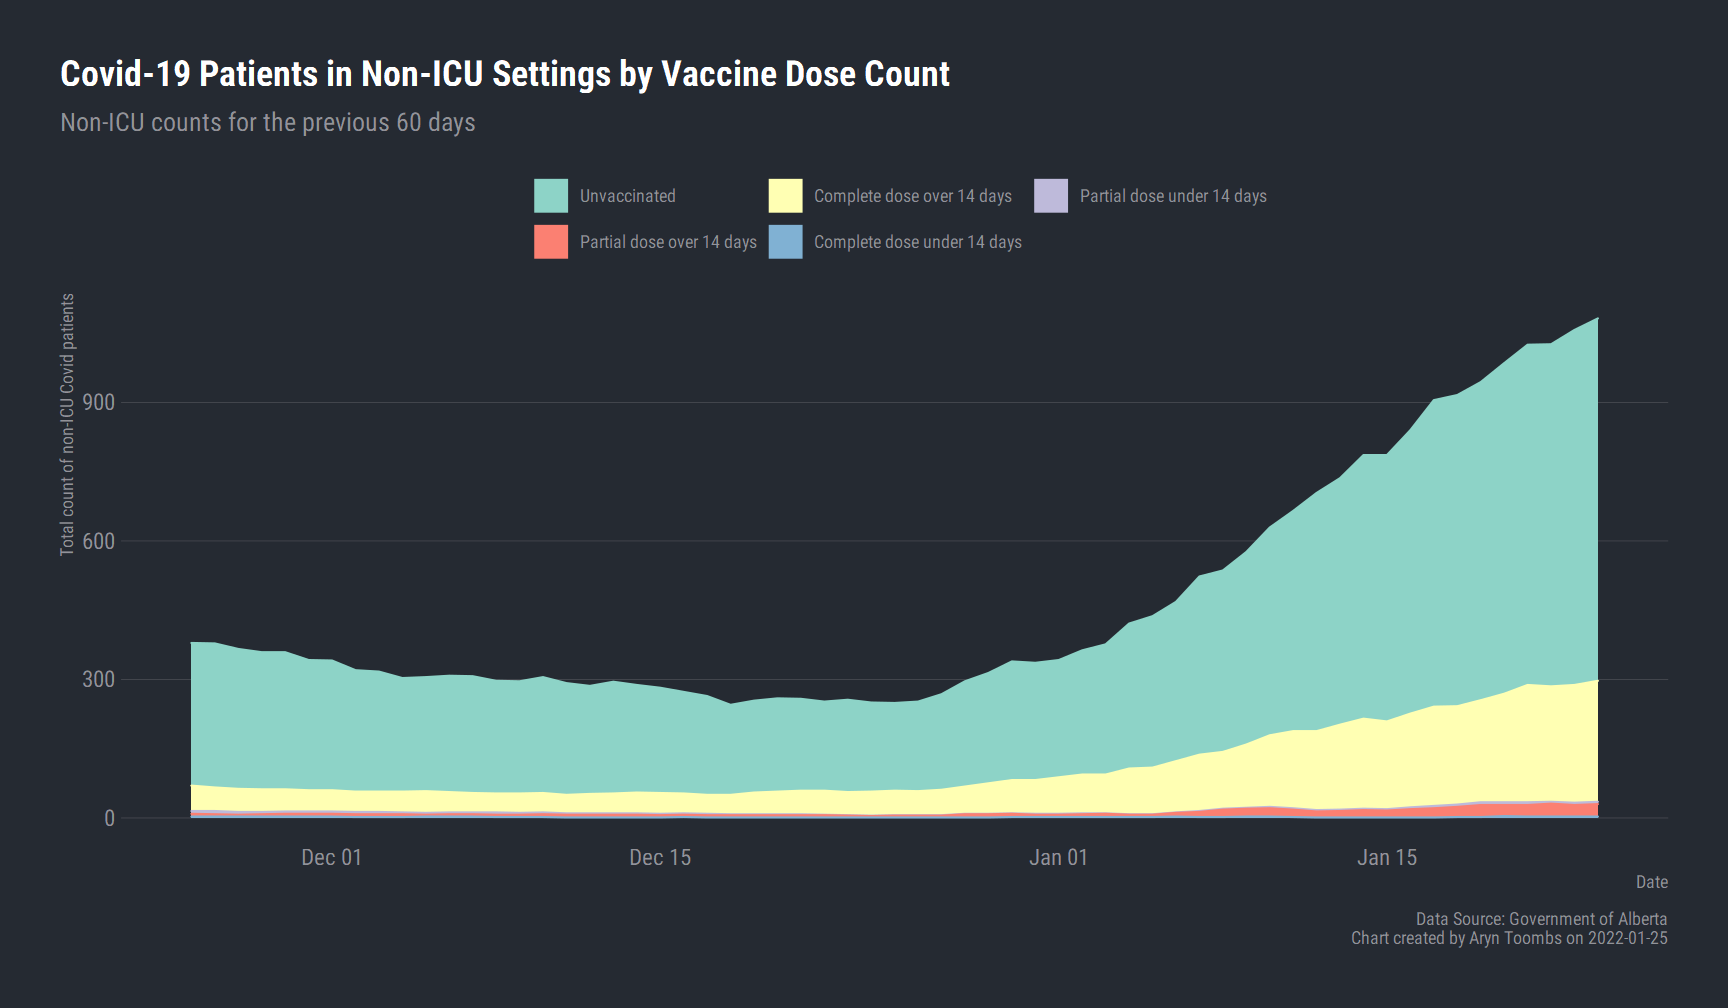 Covid-19 Patients in Non-ICU Settings by Vaccine Dose Count
Non-ICU counts for the previous 60 days
Unvaccinated
Complete dose over 14 days
Partial dose under 14 days
Partial dose over 14 days
Complete dose under 14 days
Total count of non-ICU Covid patients
900
600
300
0
Dec 01
Dec 15
Jan 01
Jan 15
Date
Data Source: Government of Alberta
Chart created by Aryn Toombs on 2022-01-25